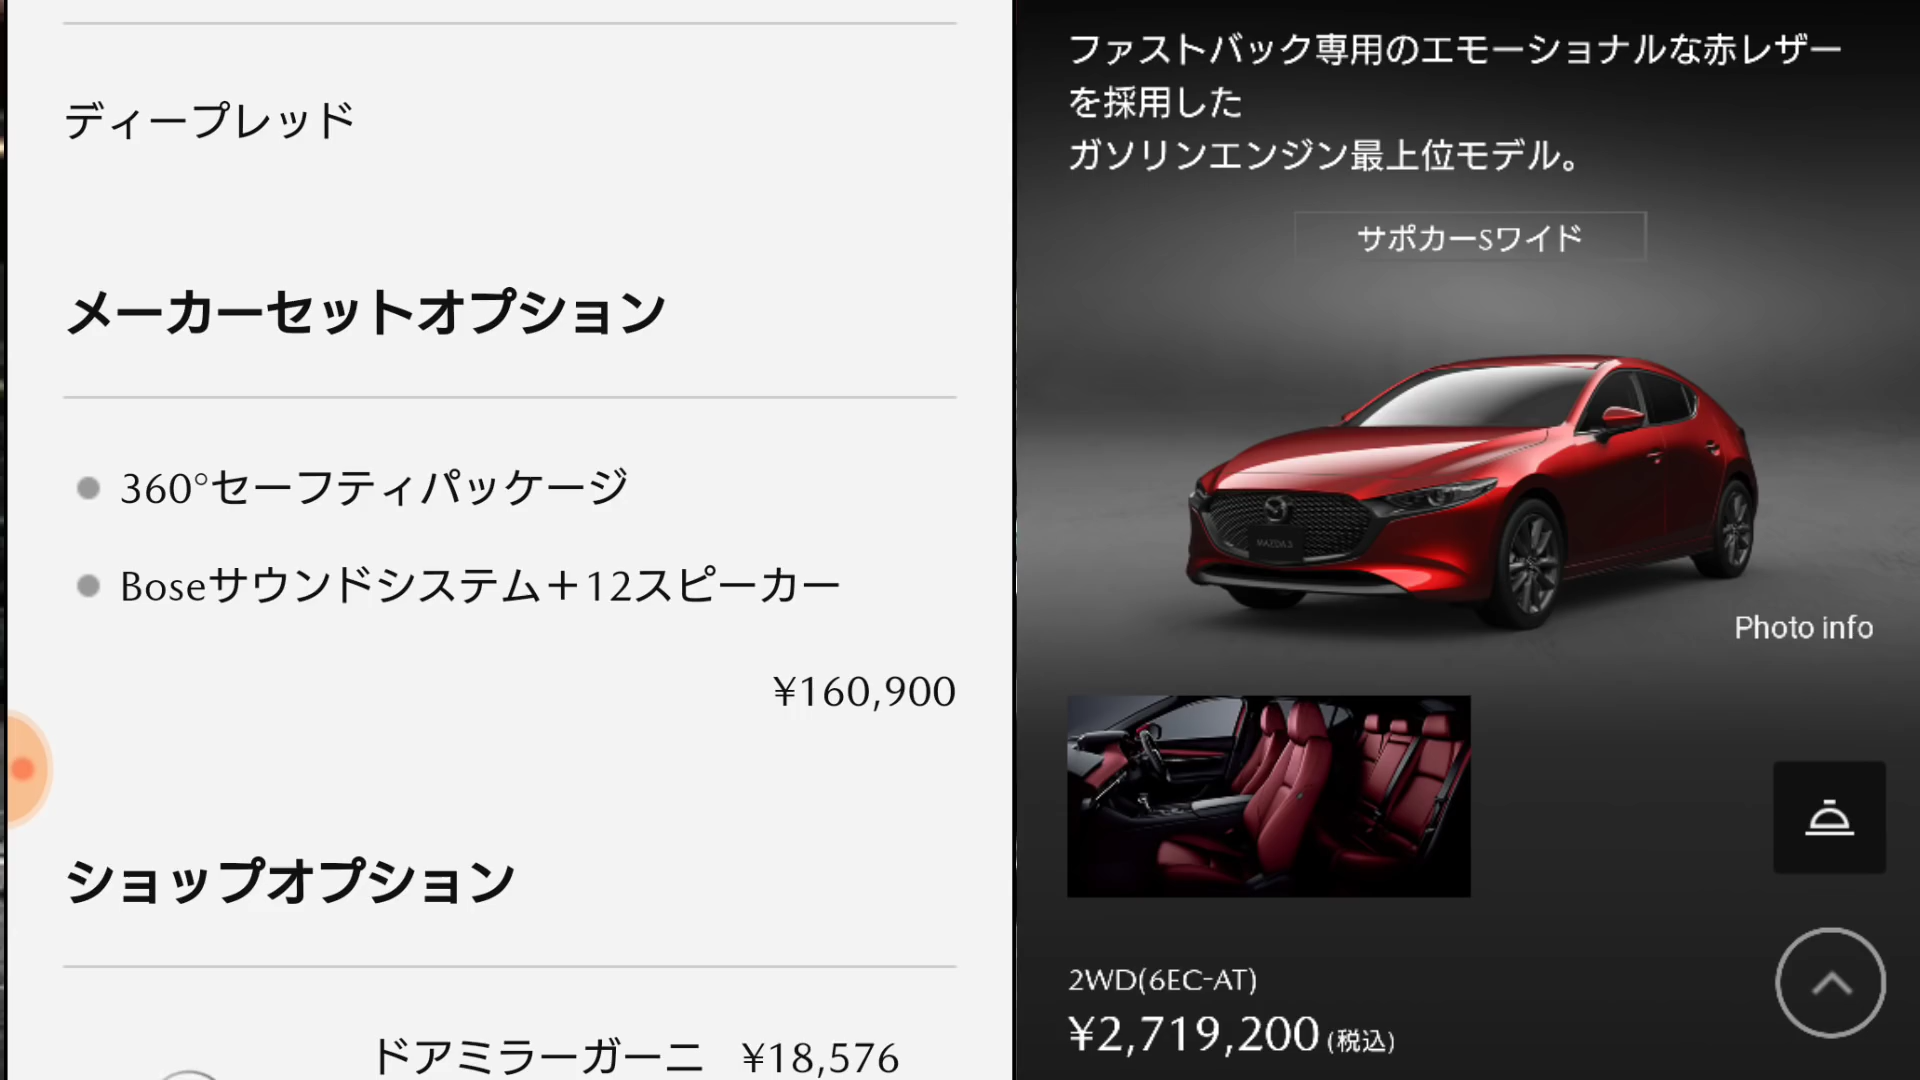 ディープレッド
メーカーセットオプション
360°セーフティパッケージ
Boseサウンドシステム＋12スピーカー
¥160,900
ショップオプション
ドアミラーガーニ ¥18,576
ファストバック専用のエモーショナルな赤レザー
を採用した
ガソリンエンジン最上位モデル。
サポカーSワイド
MAZDA3
Photo info
2WD(6EC-AT)
¥2,719,200(税込)